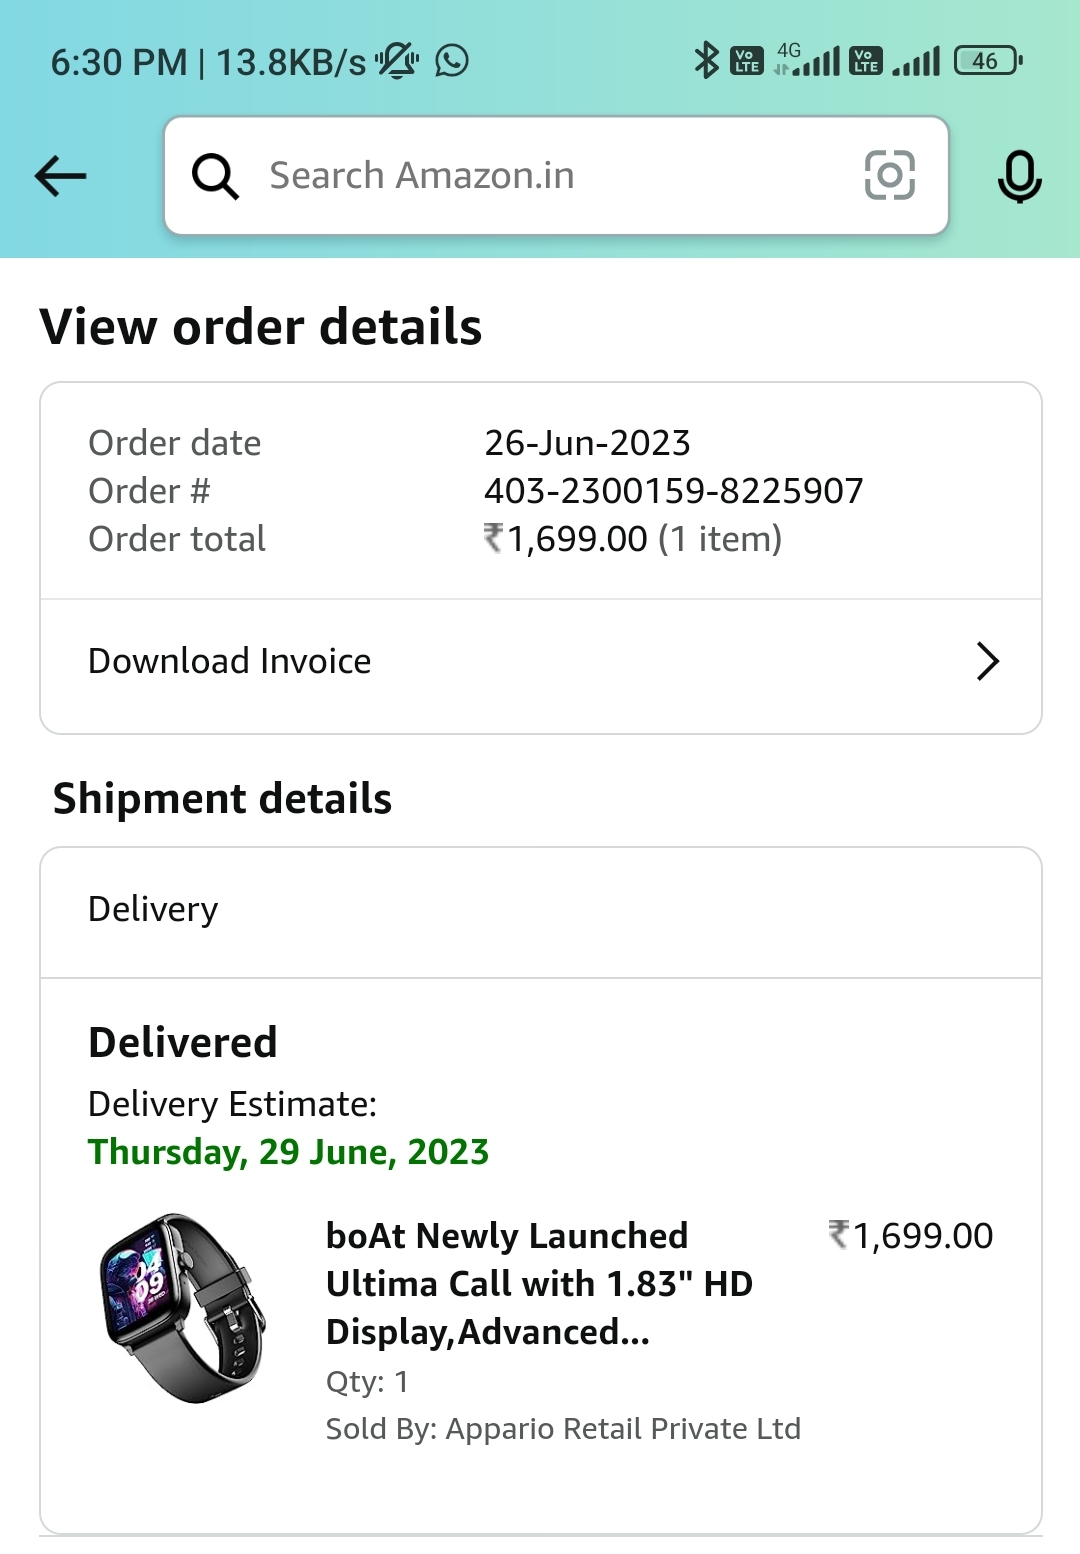 6:30 PM | 13.8KB/s
Vo LTE 4G Vo LTE 46
Search Amazon.in
View order details
Order date 26-Jun-2023
Order # 403-2300159-8225907
Order total ₹1,699.00 (1 item)
Download Invoice
Shipment details
Delivery
Delivered
Delivery Estimate:
Thursday, 29 June, 2023
boAt Newly Launched ₹1,699.00
Ultima Call with 1.83" HD
Display,Advanced...
Qty: 1
Sold By: Appario Retail Private Ltd
04
09